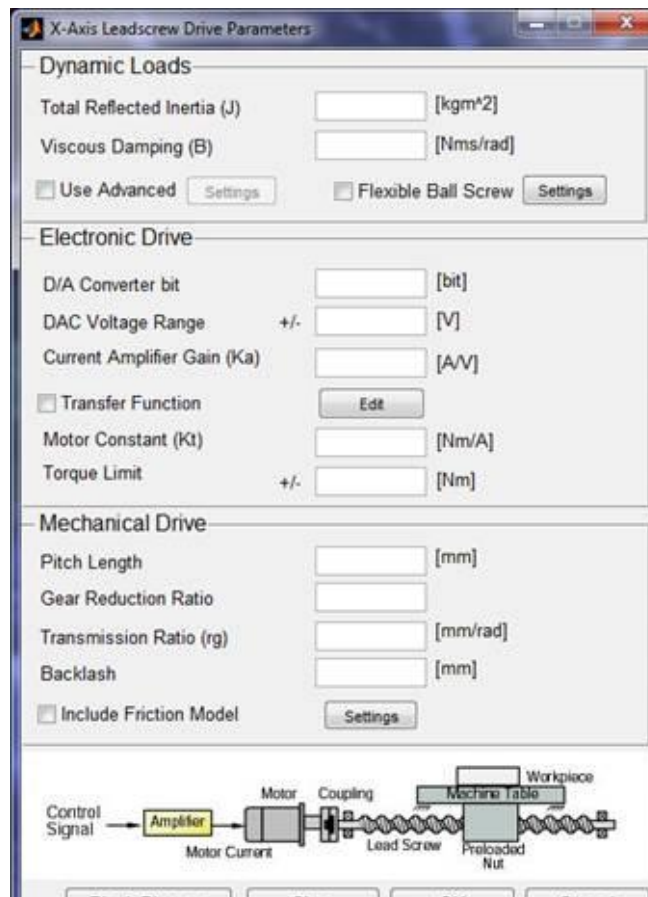 X-Axis Leadscrew Drive Parameters
Dynamic Loads
Total Reflected Inertia (J) [kgm^2]
Viscous Damping (B) [Nms/rad]
Use Advanced Settings Flexible Ball Screw Settings
Electronic Drive
D/A Converter bit [bit]
DAC Voltage Range +/- [V]
Current Amplifier Gain (Ka) [A/V]
Transfer Function Edit
Motor Constant (Kt) [Nm/A]
Torque Limit +/- [Nm]
Mechanical Drive
Pitch Length [mm]
Gear Reduction Ratio
Transmission Ratio (rg) [mm/rad]
Backlash [mm]
Include Friction Model Settings
Workpiece
Motor Coupling Machine Table
Control
Signal
Amplifier
Motor Current
Lead Screw
Preloaded
Nut